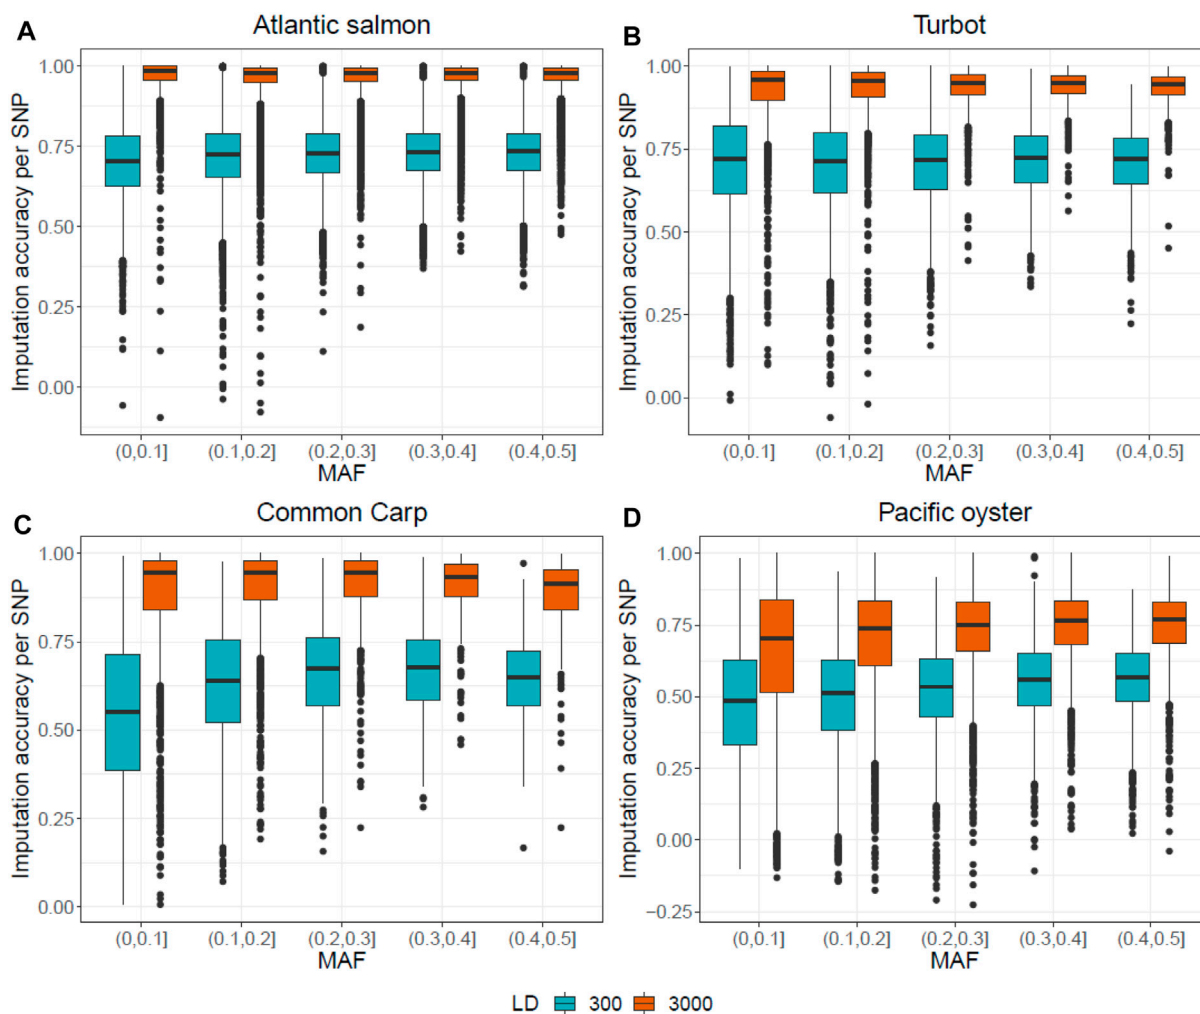 A
Atlantic salmon
Imputation accuracy per SNP
1.00
0.75
0.50
0.25
0.00
(0,0.1]
(0.1,0.2]
(0.2,0.3]
(0.3,0.4]
(0.4,0.5]
MAF
B
Turbot
Imputation accuracy per SNP
1.00
0.75
0.50
0.25
0.00
(0,0.1]
(0.1,0.2]
(0.2,0.3]
(0.3,0.4]
(0.4,0.5]
MAF
C
Common Carp
Imputation accuracy per SNP
1.00
0.75
0.50
0.25
0.00
(0,0.1]
(0.1,0.2]
(0.2,0.3]
(0.3,0.4]
(0.4,0.5]
MAF
D
Pacific oyster
Imputation accuracy per SNP
1.00
0.75
0.50
0.25
0.00
−0.25
(0,0.1]
(0.1,0.2]
(0.2,0.3]
(0.3,0.4]
(0.4,0.5]
MAF
LD 300 3000